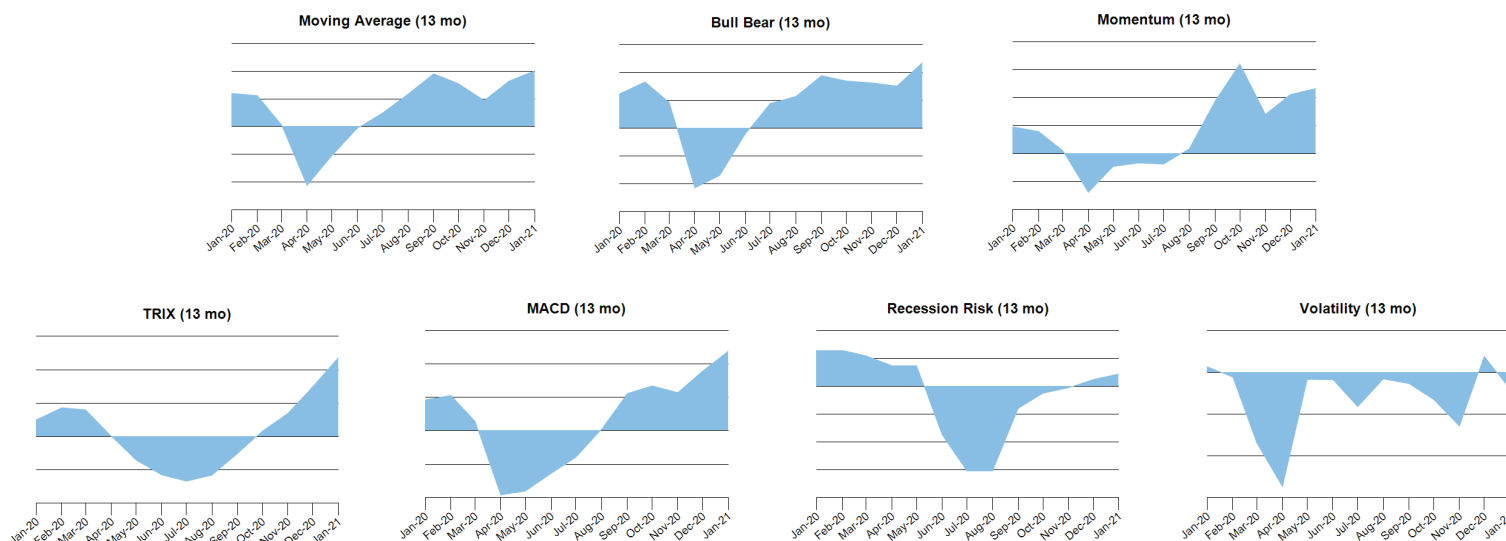 Moving Average (13 mo)
Jan-20 Feb-20 Mar-20 Apr-20 May-20 Jun-20 Jul-20 Aug-20 Sep-20 Oct-20 Nov-20 Dec-20 Jan-21
Bull Bear (13 mo)
Jan-20 Feb-20 Mar-20 Apr-20 May-20 Jun-20 Jul-20 Aug-20 Sep-20 Oct-20 Nov-20 Dec-20 Jan-21
Momentum (13 mo)
Jan-20 Feb-20 Mar-20 Apr-20 May-20 Jun-20 Jul-20 Aug-20 Sep-20 Oct-20 Nov-20 Dec-20 Jan-21
TRIX (13 mo)
Jan-20 Feb-20 Mar-20 Apr-20 May-20 Jun-20 Jul-20 Aug-20 Sep-20 Oct-20 Nov-20 Dec-20 Jan-21
MACD (13 mo)
Jan-20 Feb-20 Mar-20 Apr-20 May-20 Jun-20 Jul-20 Aug-20 Sep-20 Oct-20 Nov-20 Dec-20 Jan-21
Recession Risk (13 mo)
Jan-20 Feb-20 Mar-20 Apr-20 May-20 Jun-20 Jul-20 Aug-20 Sep-20 Oct-20 Nov-20 Dec-20 Jan-21
Volatility (13 mo)
Jan-20 Feb-20 Mar-20 Apr-20 May-20 Jun-20 Jul-20 Aug-20 Sep-20 Oct-20 Nov-20 Dec-20